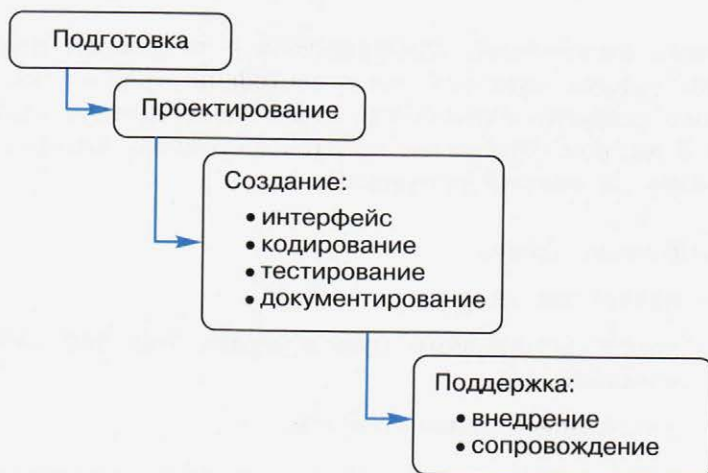 Подготовка
Проектирование
Создание:
• интерфейс
• кодирование
• тестирование
• документирование
Поддержка:
• внедрение
• сопровождение